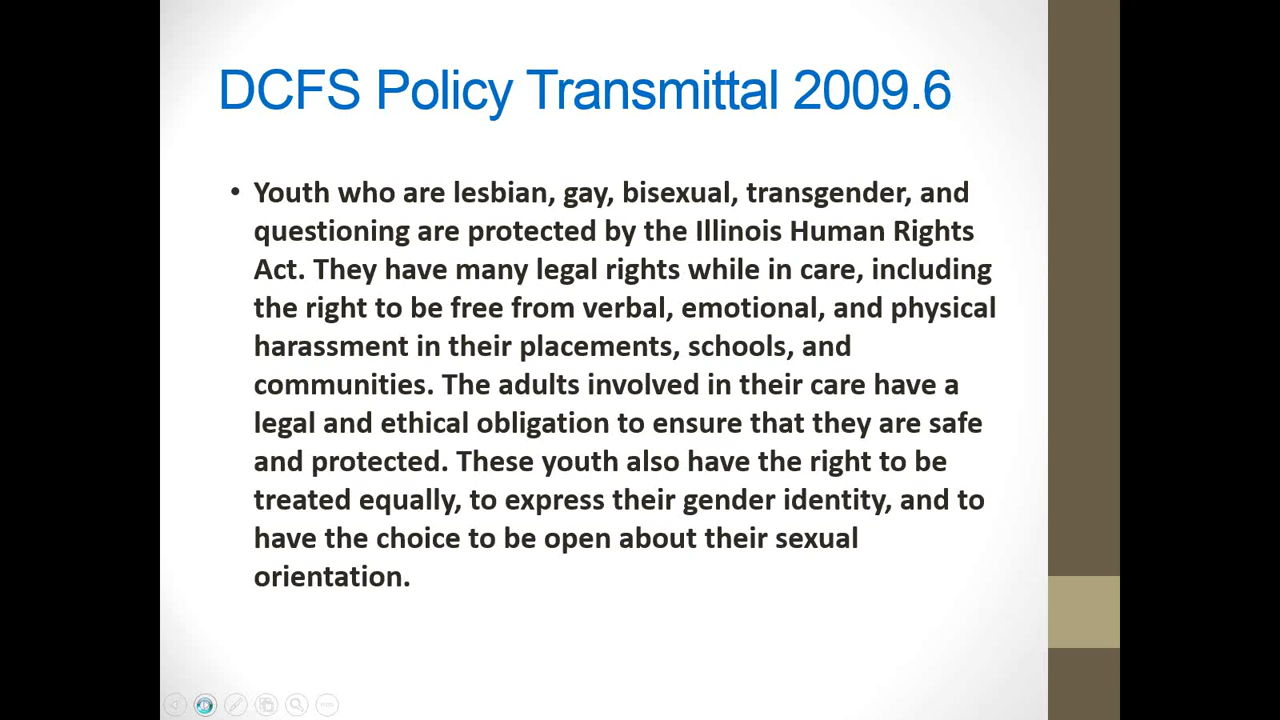 DCFS Policy Transmittal 2009.6
• Youth who are lesbian, gay, bisexual, transgender, and
questioning are protected by the Illinois Human Rights
Act. They have many legal rights while in care, including
the right to be free from verbal, emotional, and physical
harassment in their placements, schools, and
communities. The adults involved in their care have a
legal and ethical obligation to ensure that they are safe
and protected. These youth also have the right to be
treated equally, to express their gender identity, and to
have the choice to be open about their sexual
orientation.